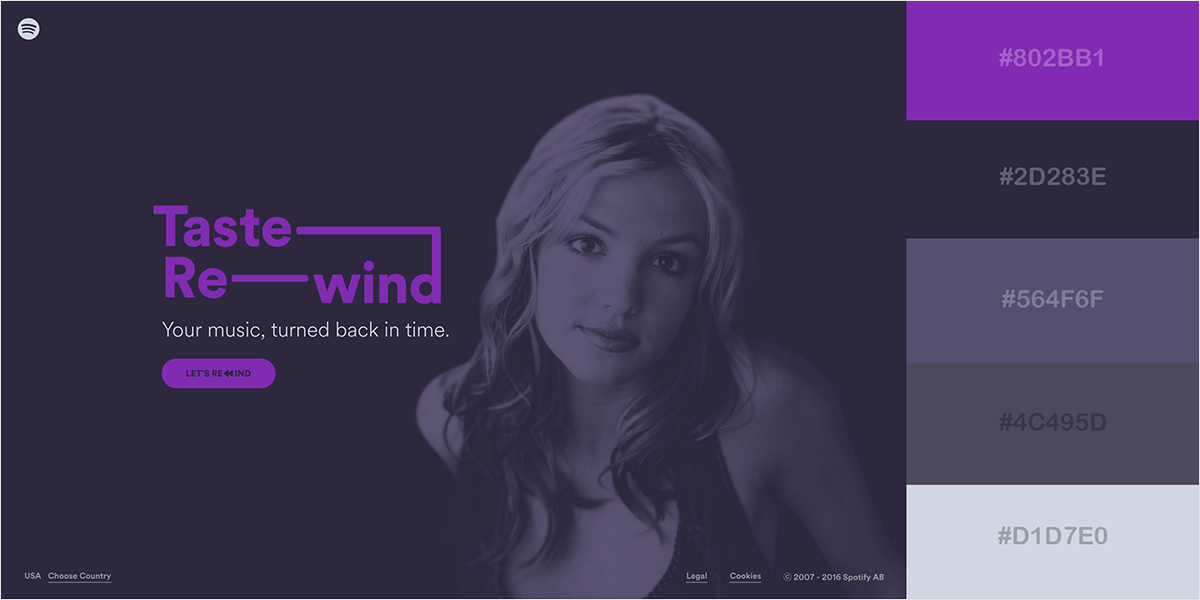 Taste
Re wind
Your music, turned back in time.
LET'S RE IND
USA Choose Country
Legal Cookies © 2007 - 2016 Spotify AB
#802BB1
#2D283E
#564F6F
#4C495D
#D1D7E0